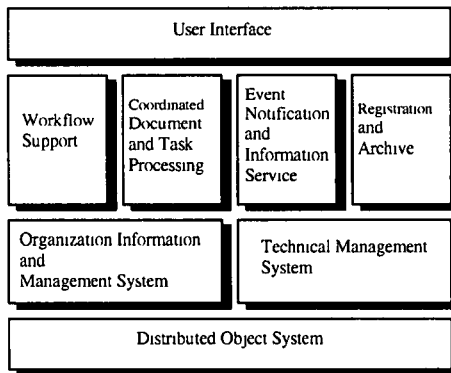 User Interface
Workflow
Support
Coordinated
Document
and Task
Processing
Event
Notification
and
Information
Service
Registration
and
Archive
Organization Information
and
Management System
Technical Management
System
Distributed Object System